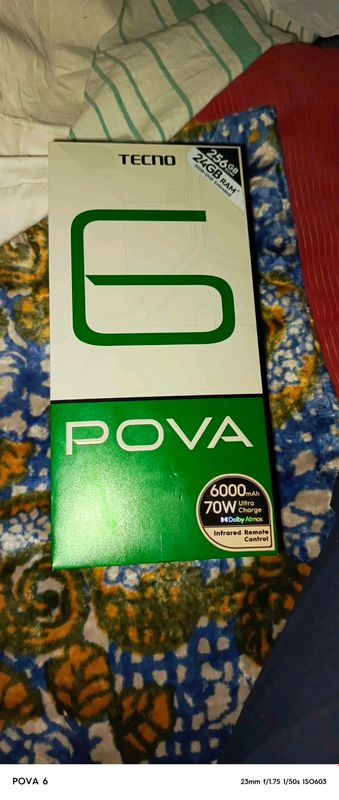 TECNO
256GB
24GB RAM*
6
POVA
6000mAh
70W Ultra Charge
Dolby Atmos
Infrared Remote
Control
POVA 6
23mm f/1.75 1/50s ISO603